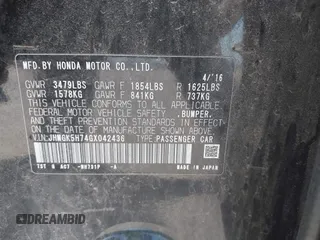 MFD.BY HONDA MOTOR CO.,LTD.
4/'16
GVWR 3479LBS GAWR F 1854LBS R 1625LBS
GVWR 1578KG GAWR F 841KG R 737KG
THIS VEHICLE CONFORMS TO ALL APPLICABLE
FEDERAL MOTOR VEHICLE SAFETY, BUMPER,
AND THEFT PREVENTION STANDARDS IN EFFECT
ON THE DATE OF MANUFACTURE SHOWN ABOVE.
V.I.N:JHMGK5H74GX042436 TYPE:PASSENGER CAR
MADE IN JAPAN
DREAMBID.COM